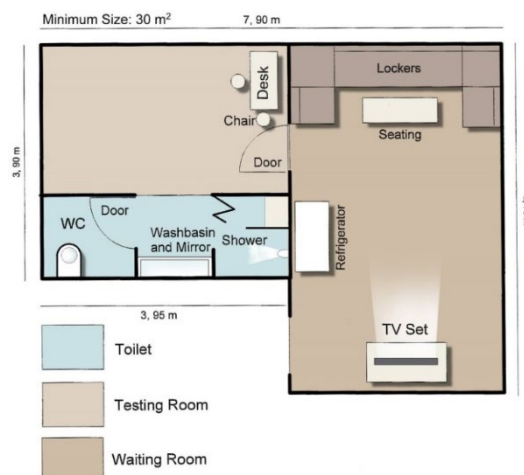 Minimum Size: 30 m²
7, 90 m
Lockers
Desk
Chair
Seating
Door
3, 90 m
WC
Door
Washbasin
and Mirror
Shower
Refrigerator
3, 95 m
TV Set
Toilet
Testing Room
Waiting Room